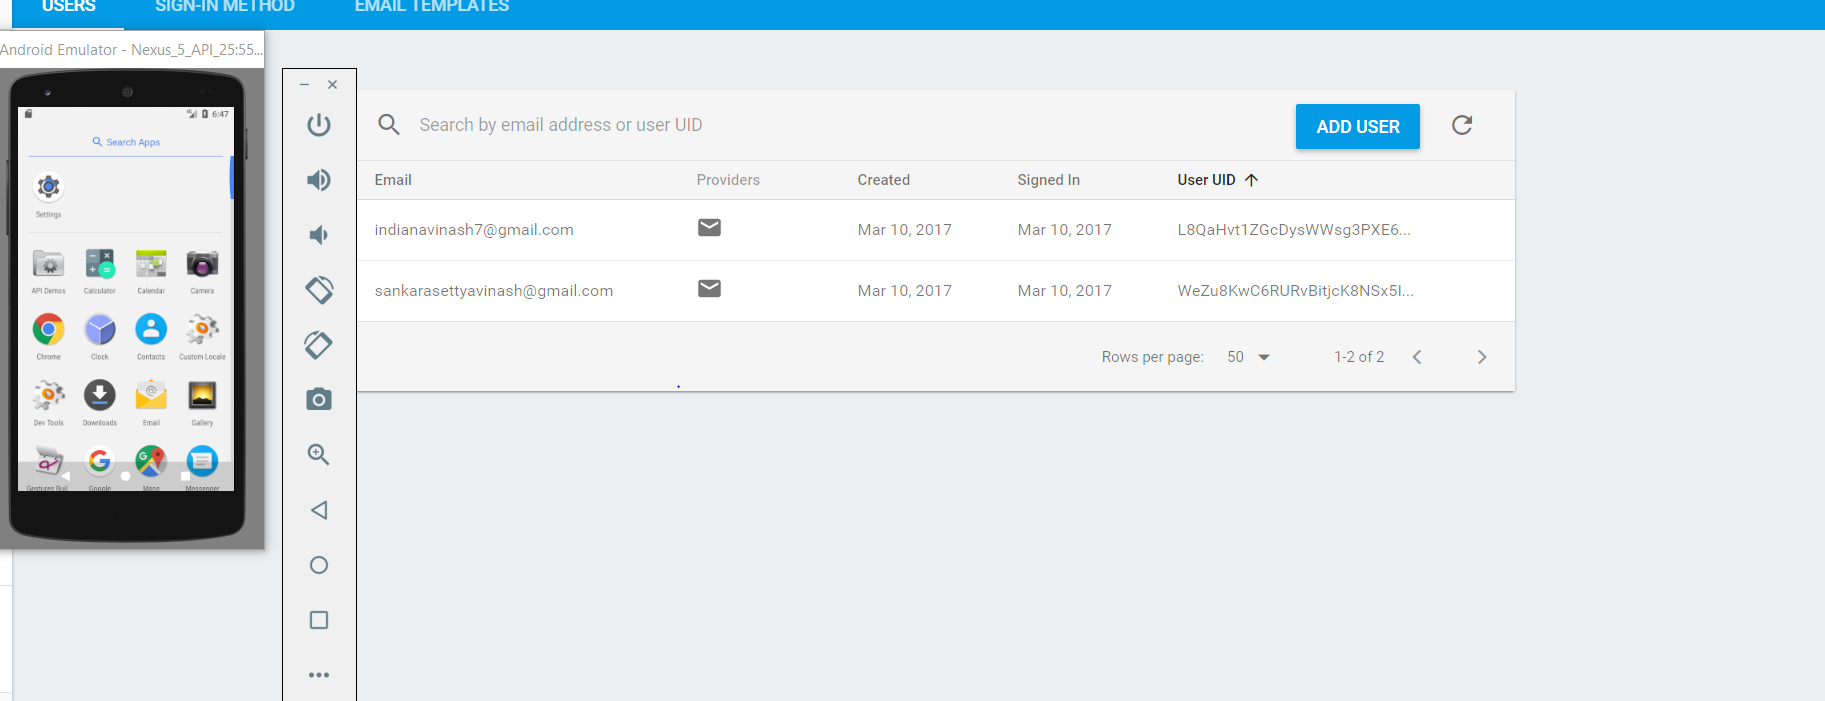 USERS SIGN-IN METHOD EMAIL TEMPLATES
Android Emulator - Nexus_5_API_25:55...
6:47
Search Apps
Settings
API Demos Calculator Calendar Camera
Chrome Clock Contacts Custom Locale
Dev Tools Downloads Email Gallery
Gestures Buil Google Maps Messenger
Search by email address or user UID ADD USER
Email Providers Created Signed In User UID
indianavinash7@gmail.com Mar 10, 2017 Mar 10, 2017 L8QaHvt1ZGcDysWWsg3PXE6...
sankarasettyavinash@gmail.com Mar 10, 2017 Mar 10, 2017 WeZu8KwC6RURvBitjcK8NSx5I...
Rows per page: 50 1-2 of 2